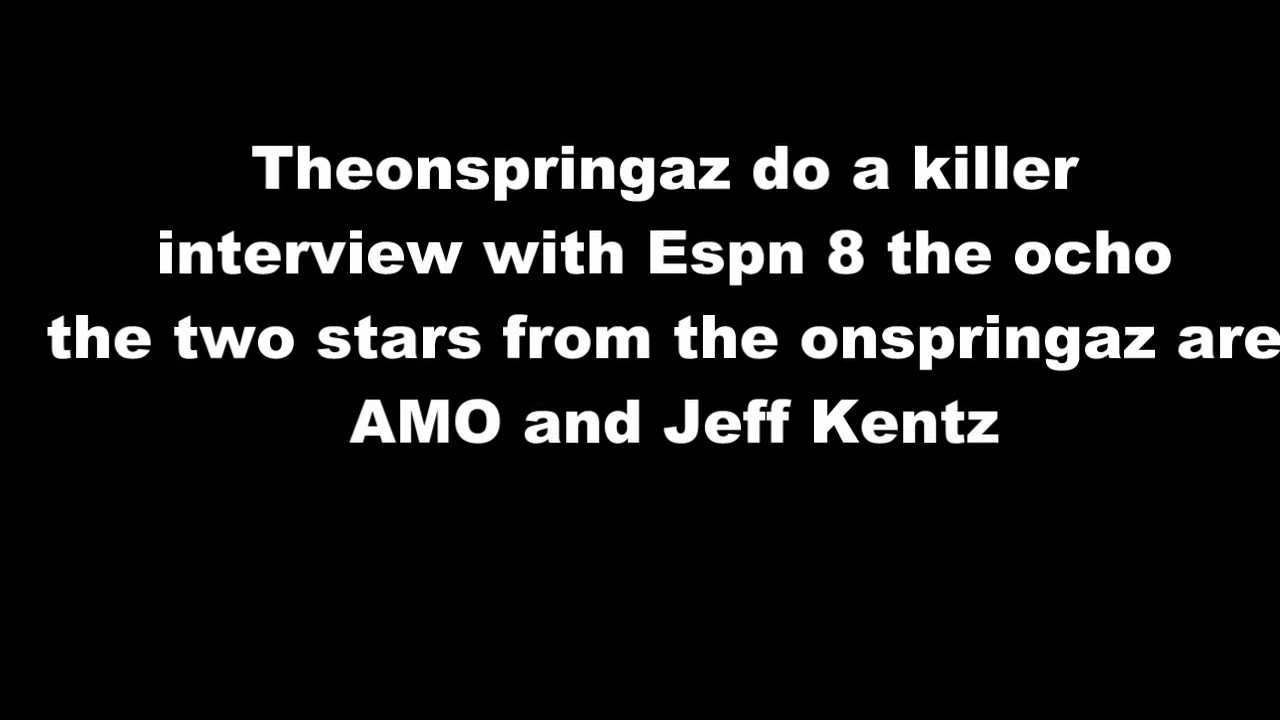 Theonspringaz do a killer
interview with Espn 8 the ocho
the two stars from the onspringaz are
AMO and Jeff Kentz